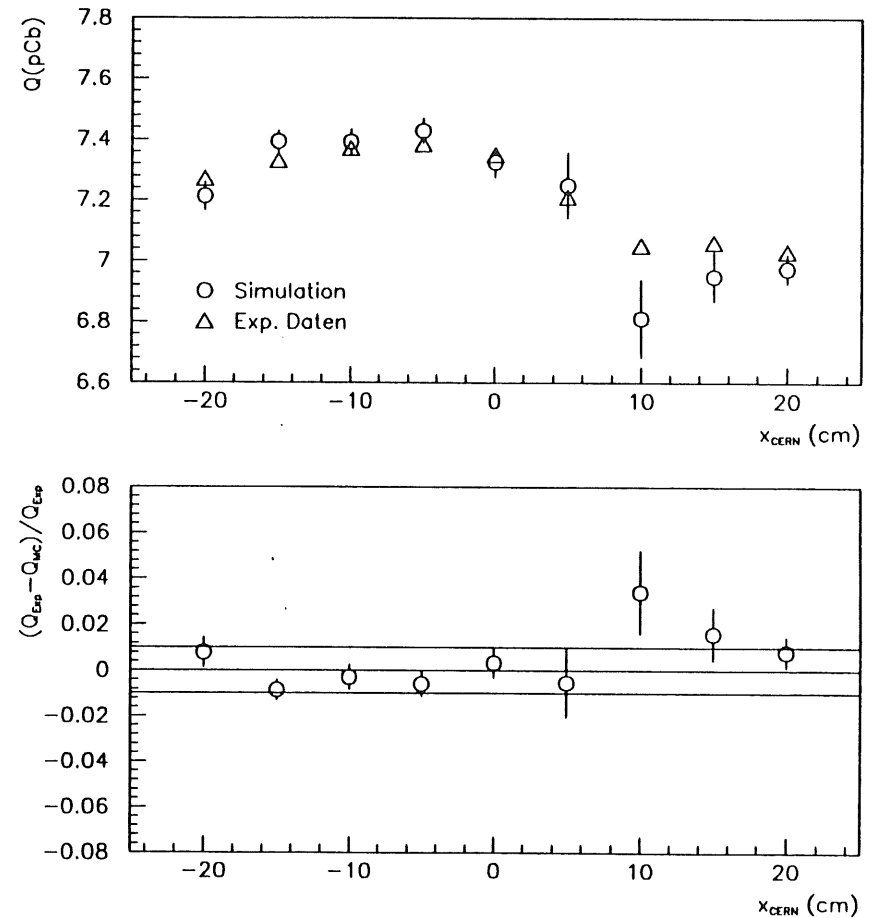 Q(pCb)
7.8
7.6
7.4
7.2
7
6.8
6.6
○ Simulation
△ Exp. Daten
−20 −10 0 10 20
x_CERN (cm)
(Q_Exp−Q_MC)/Q_Exp
0.08
0.06
0.04
0.02
0
−0.02
−0.04
−0.06
−0.08
−20 −10 0 10 20
x_CERN (cm)